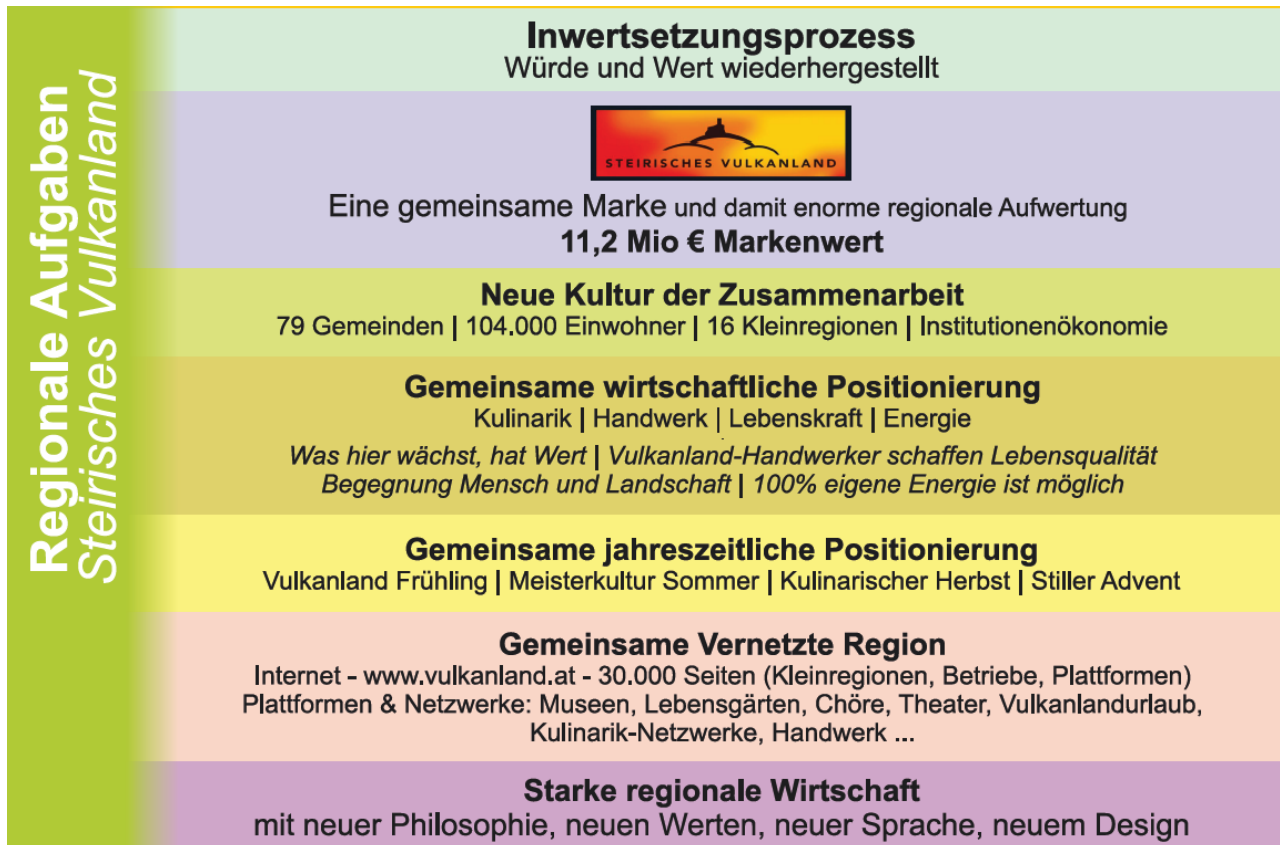 Regionale Aufgaben
Steirisches Vulkanland
Inwertsetzungsprozess
Würde und Wert wiederhergestellt
STEIRISCHES VULKANLAND
Eine gemeinsame Marke und damit enorme regionale Aufwertung
11,2 Mio € Markenwert
Neue Kultur der Zusammenarbeit
79 Gemeinden | 104.000 Einwohner | 16 Kleinregionen | Institutionenökonomie
Gemeinsame wirtschaftliche Positionierung
Kulinarik | Handwerk | Lebenskraft | Energie
Was hier wächst, hat Wert | Vulkanland-Handwerker schaffen Lebensqualität
Begegnung Mensch und Landschaft | 100% eigene Energie ist möglich
Gemeinsame jahreszeitliche Positionierung
Vulkanland Frühling | Meisterkultur Sommer | Kulinarischer Herbst | Stiller Advent
Gemeinsame Vernetzte Region
Internet - www.vulkanland.at - 30.000 Seiten (Kleinregionen, Betriebe, Plattformen)
Plattformen & Netzwerke: Museen, Lebensgärten, Chöre, Theater, Vulkanlandurlaub,
Kulinarik-Netzwerke, Handwerk ...
Starke regionale Wirtschaft
mit neuer Philosophie, neuen Werten, neuer Sprache, neuem Design